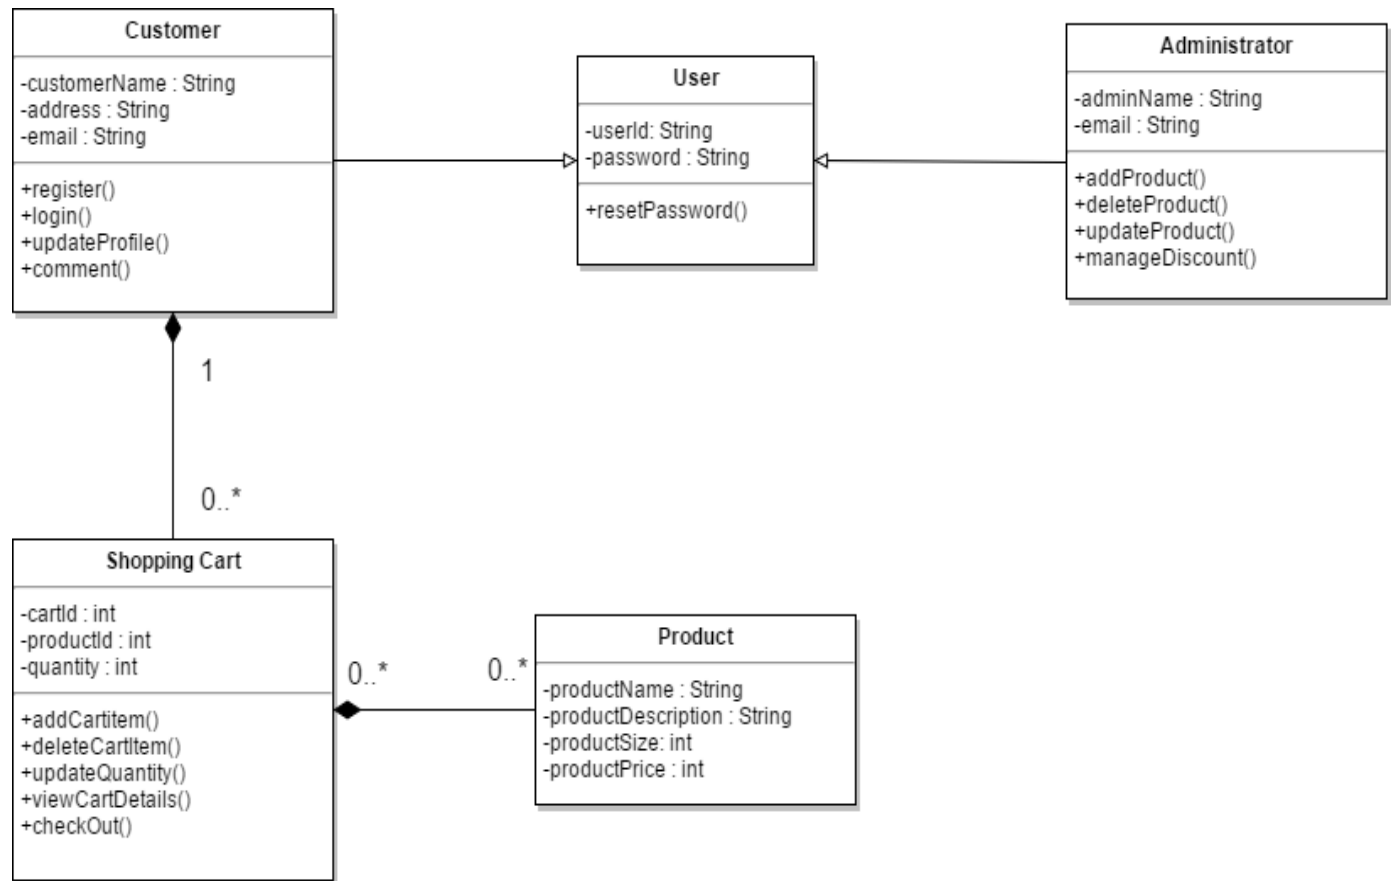 Customer
-customerName : String
-address : String
-email : String
+register()
+login()
+updateProfile()
+comment()
User
-userId: String
-password : String
+resetPassword()
Administrator
-adminName : String
-email : String
+addProduct()
+deleteProduct()
+updateProduct()
+manageDiscount()
1
0..*
Shopping Cart
-cartId : int
-productId : int
-quantity : int
+addCartitem()
+deleteCartItem()
+updateQuantity()
+viewCartDetails()
+checkOut()
0..*
0..*
Product
-productName : String
-productDescription : String
-productSize: int
-productPrice : int